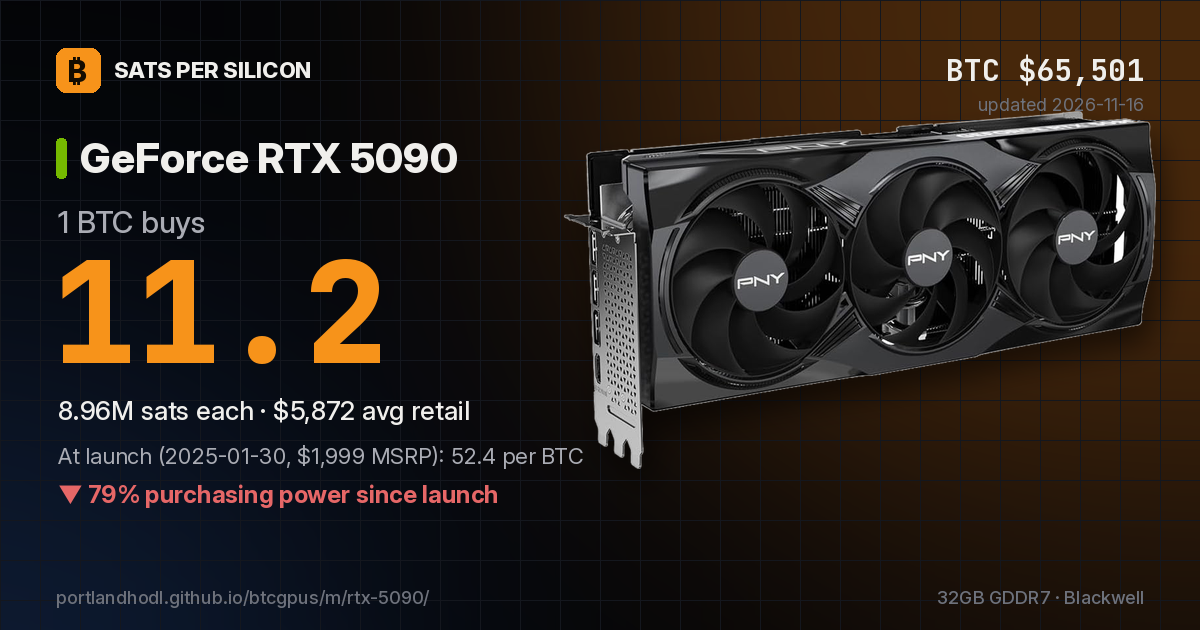 SATS PER SILICON
BTC $65,501
updated 2026-11-16
GeForce RTX 5090
1 BTC buys
11.2
8.96M sats each · $5,872 avg retail
At launch (2025-01-30, $1,999 MSRP): 52.4 per BTC
▼ 79% purchasing power since launch
PNY
PNY
PNY
portlandhodl.github.io/btcgpus/m/rtx-5090/
32GB GDDR7 · Blackwell